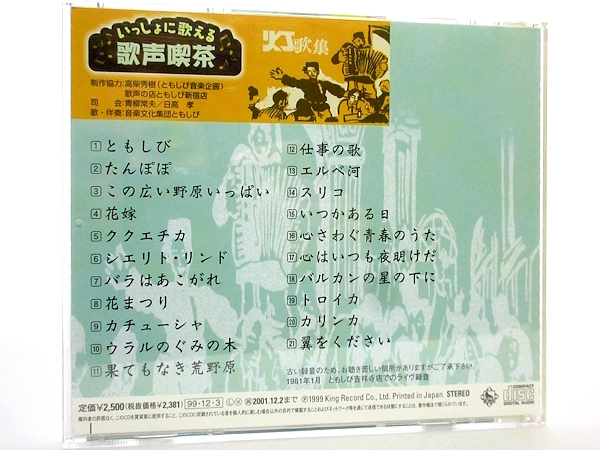 いっしょに歌える
歌声喫茶
灯歌集
制作協力:高柴秀樹(ともしび音楽企画)
歌声の店ともしび新宿店
司　会:青柳常夫/日高 孝
歌・伴奏:音楽文化集団ともしび
1 ともしび
2 たんぽぽ
3 この広い野原いっぱい
4 花嫁
5 ククエチカ
6 シエリト・リンド
7 バラはあこがれ
8 花まつり
9 カチューシャ
10 ウラルのぐみの木
11 果てもなき荒野原
12 仕事の歌
13 エルベ河
14 スリコ
15 いつかある日
16 心さわぐ青春のうた
17 心はいつも夜明けだ
18 バルカンの星の下に
19 トロイカ
20 カリンカ
21 翼をください
古い録音のため、お聴き苦しい個所がありますがご了承下さい。
1981年1月 ともしび吉祥寺店でのライヴ録音
定価¥2,500(税抜価格¥2,381) 99・12・3 Ⓛ Ⓧ 再 2001.12.2まで Ⓟ1999 King Record Co., Ltd. Printed in Japan. STEREO
COMPACT
disc
DIGITAL AUDIO